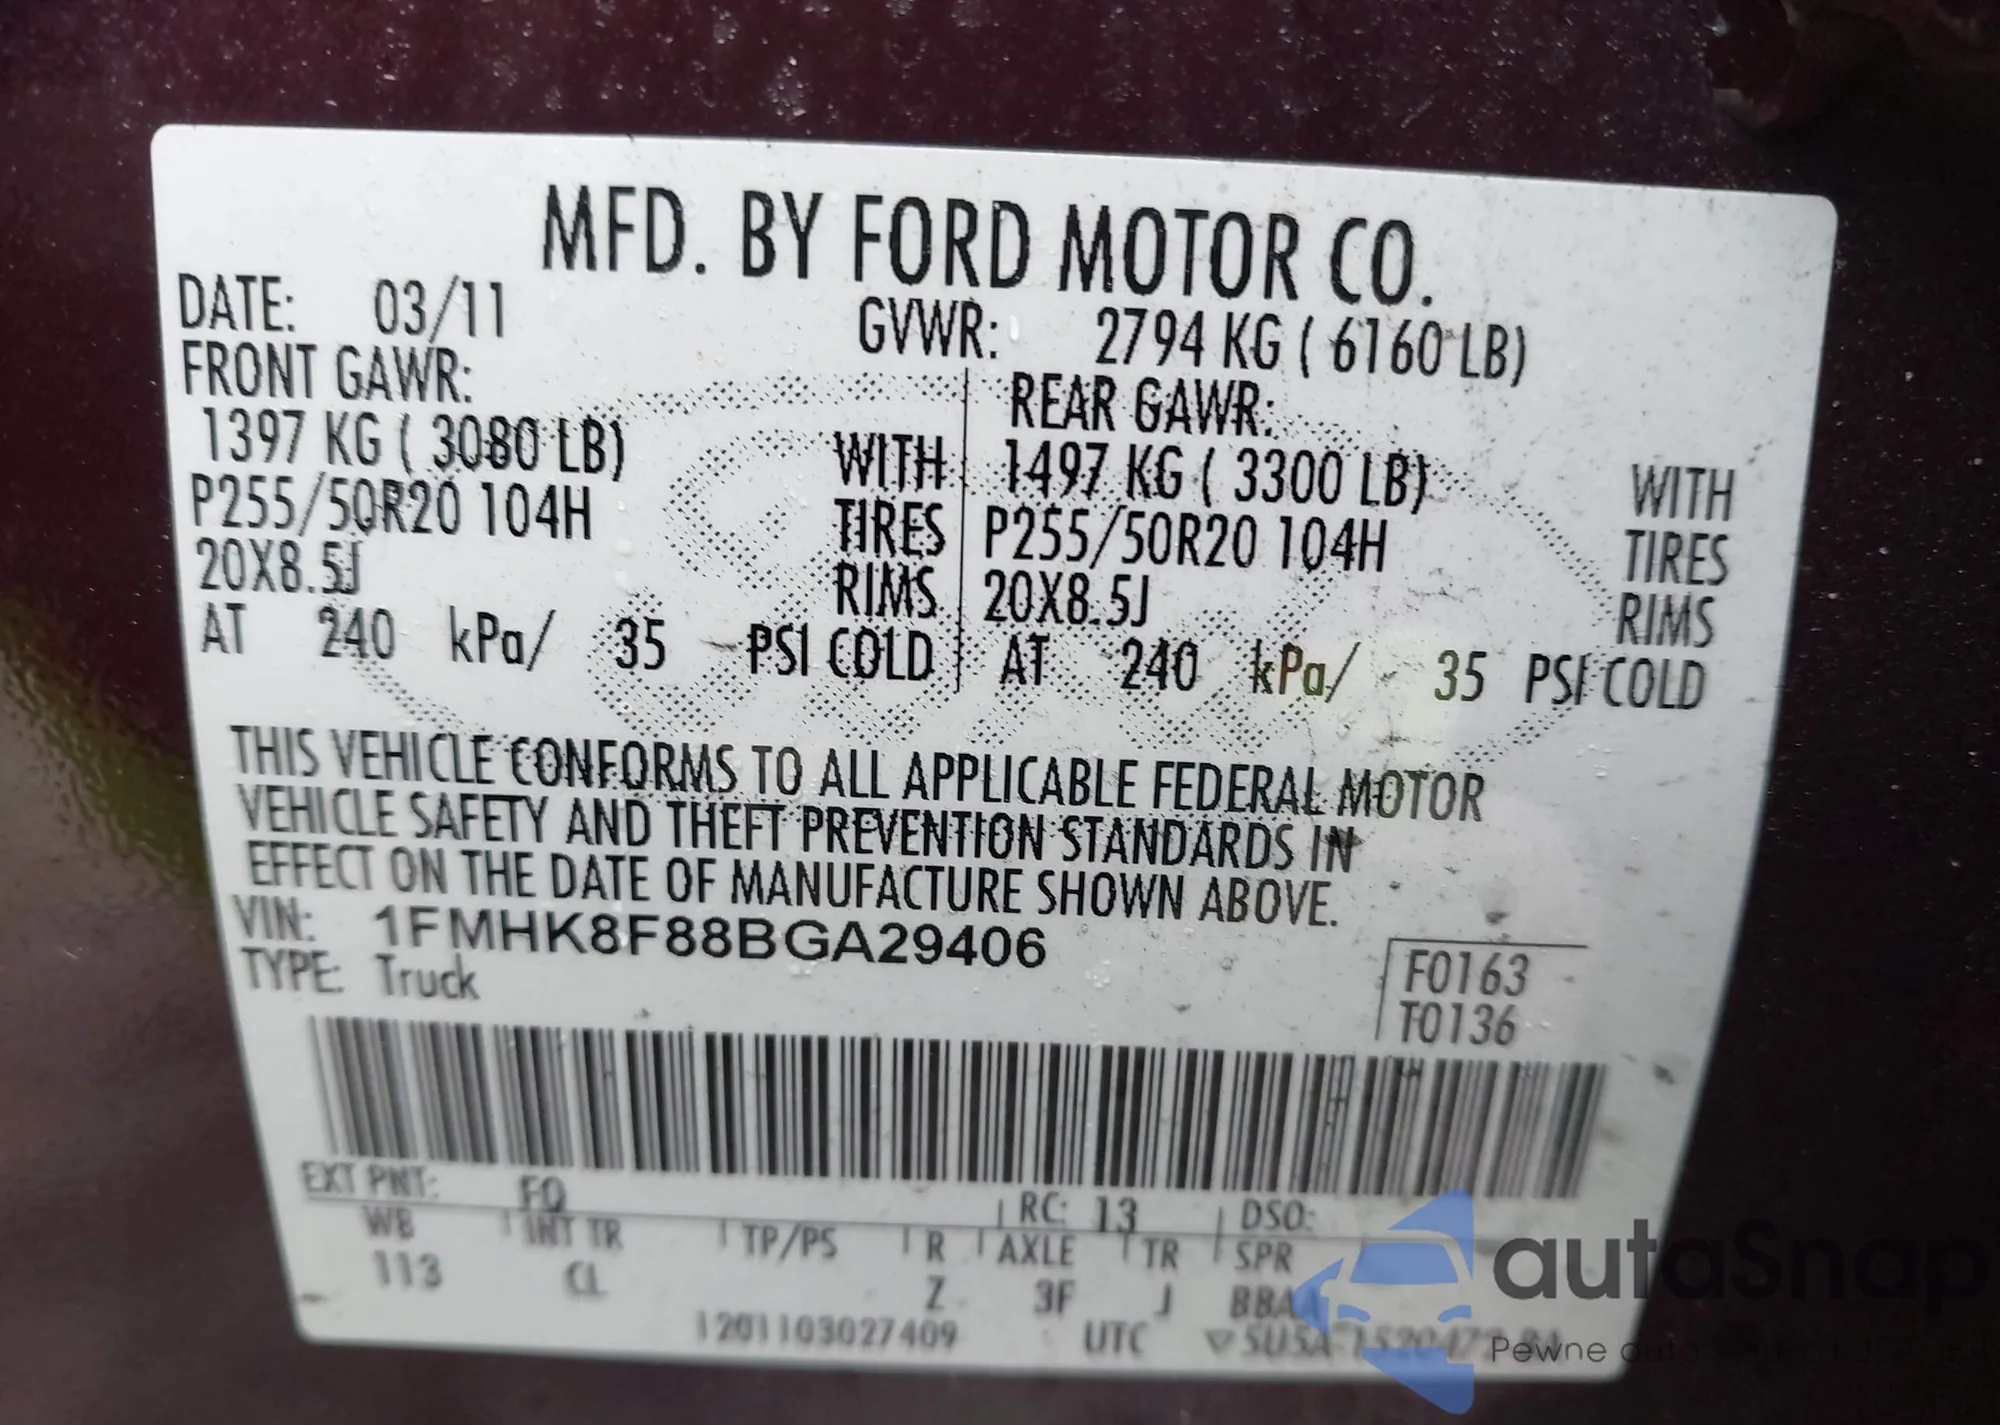 MFD. BY FORD MOTOR CO.
DATE: 03/11 GVWR: 2794 KG ( 6160 LB)
FRONT GAWR: REAR GAWR:
1397 KG ( 3080 LB) WITH 1497 KG ( 3300 LB) WITH
P255/50R20 104H TIRES P255/50R20 104H TIRES
20X8.5J RIMS 20X8.5J RIMS
AT 240 kPa/ 35 PSI COLD AT 240 kPa/ 35 PSI COLD
THIS VEHICLE CONFORMS TO ALL APPLICABLE FEDERAL MOTOR
VEHICLE SAFETY AND THEFT PREVENTION STANDARDS IN
EFFECT ON THE DATE OF MANUFACTURE SHOWN ABOVE.
VIN: 1FMHK8F88BGA29406
TYPE: Truck
F0163
T0136
EXT PNT: FQ RC: 13 DSO:
WB INT TR TP/PS R AXLE TR SPR
113 CL Z 3F J
1201103027409 UTC
autaSnap
Pewne